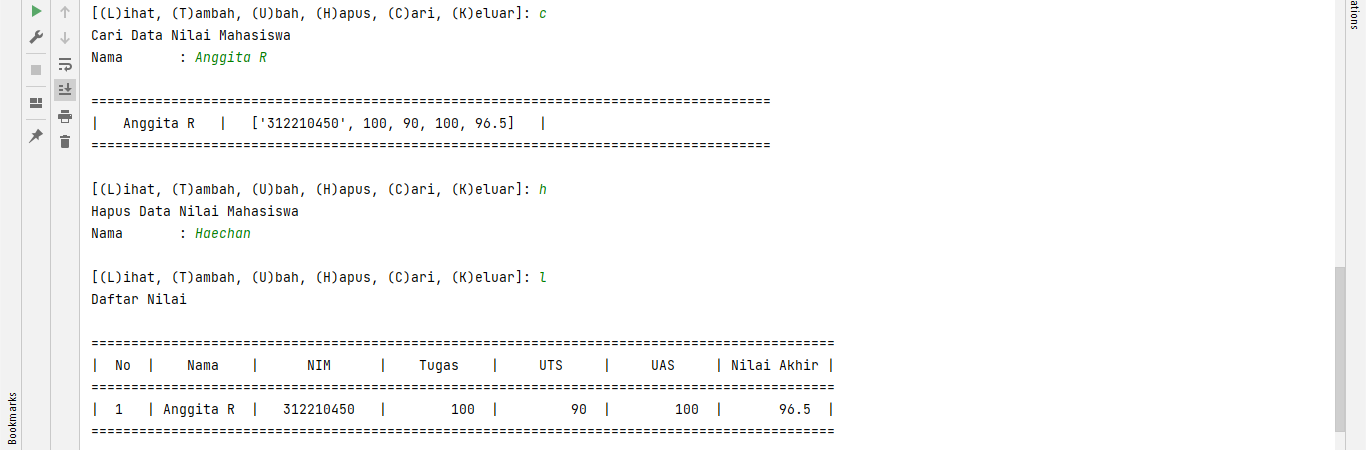 [(L)ihat, (T)ambah, (U)bah, (H)apus, (C)ari, (K)eluar]: c
Cari Data Nilai Mahasiswa
Nama       : Anggita R
=====================================================================================
|   Anggita R   |   ['312210450', 100, 90, 100, 96.5]   |
=====================================================================================
[(L)ihat, (T)ambah, (U)bah, (H)apus, (C)ari, (K)eluar]: h
Hapus Data Nilai Mahasiswa
Nama       : Haechan
[(L)ihat, (T)ambah, (U)bah, (H)apus, (C)ari, (K)eluar]: l
Daftar Nilai
=============================================================================================
|  No  |    Nama    |      NIM      |    Tugas    |     UTS     |     UAS     | Nilai Akhir |
=============================================================================================
|  1   | Anggita R  |   312210450   |        100  |         90  |        100  |       96.5  |
=============================================================================================
Bookmarks